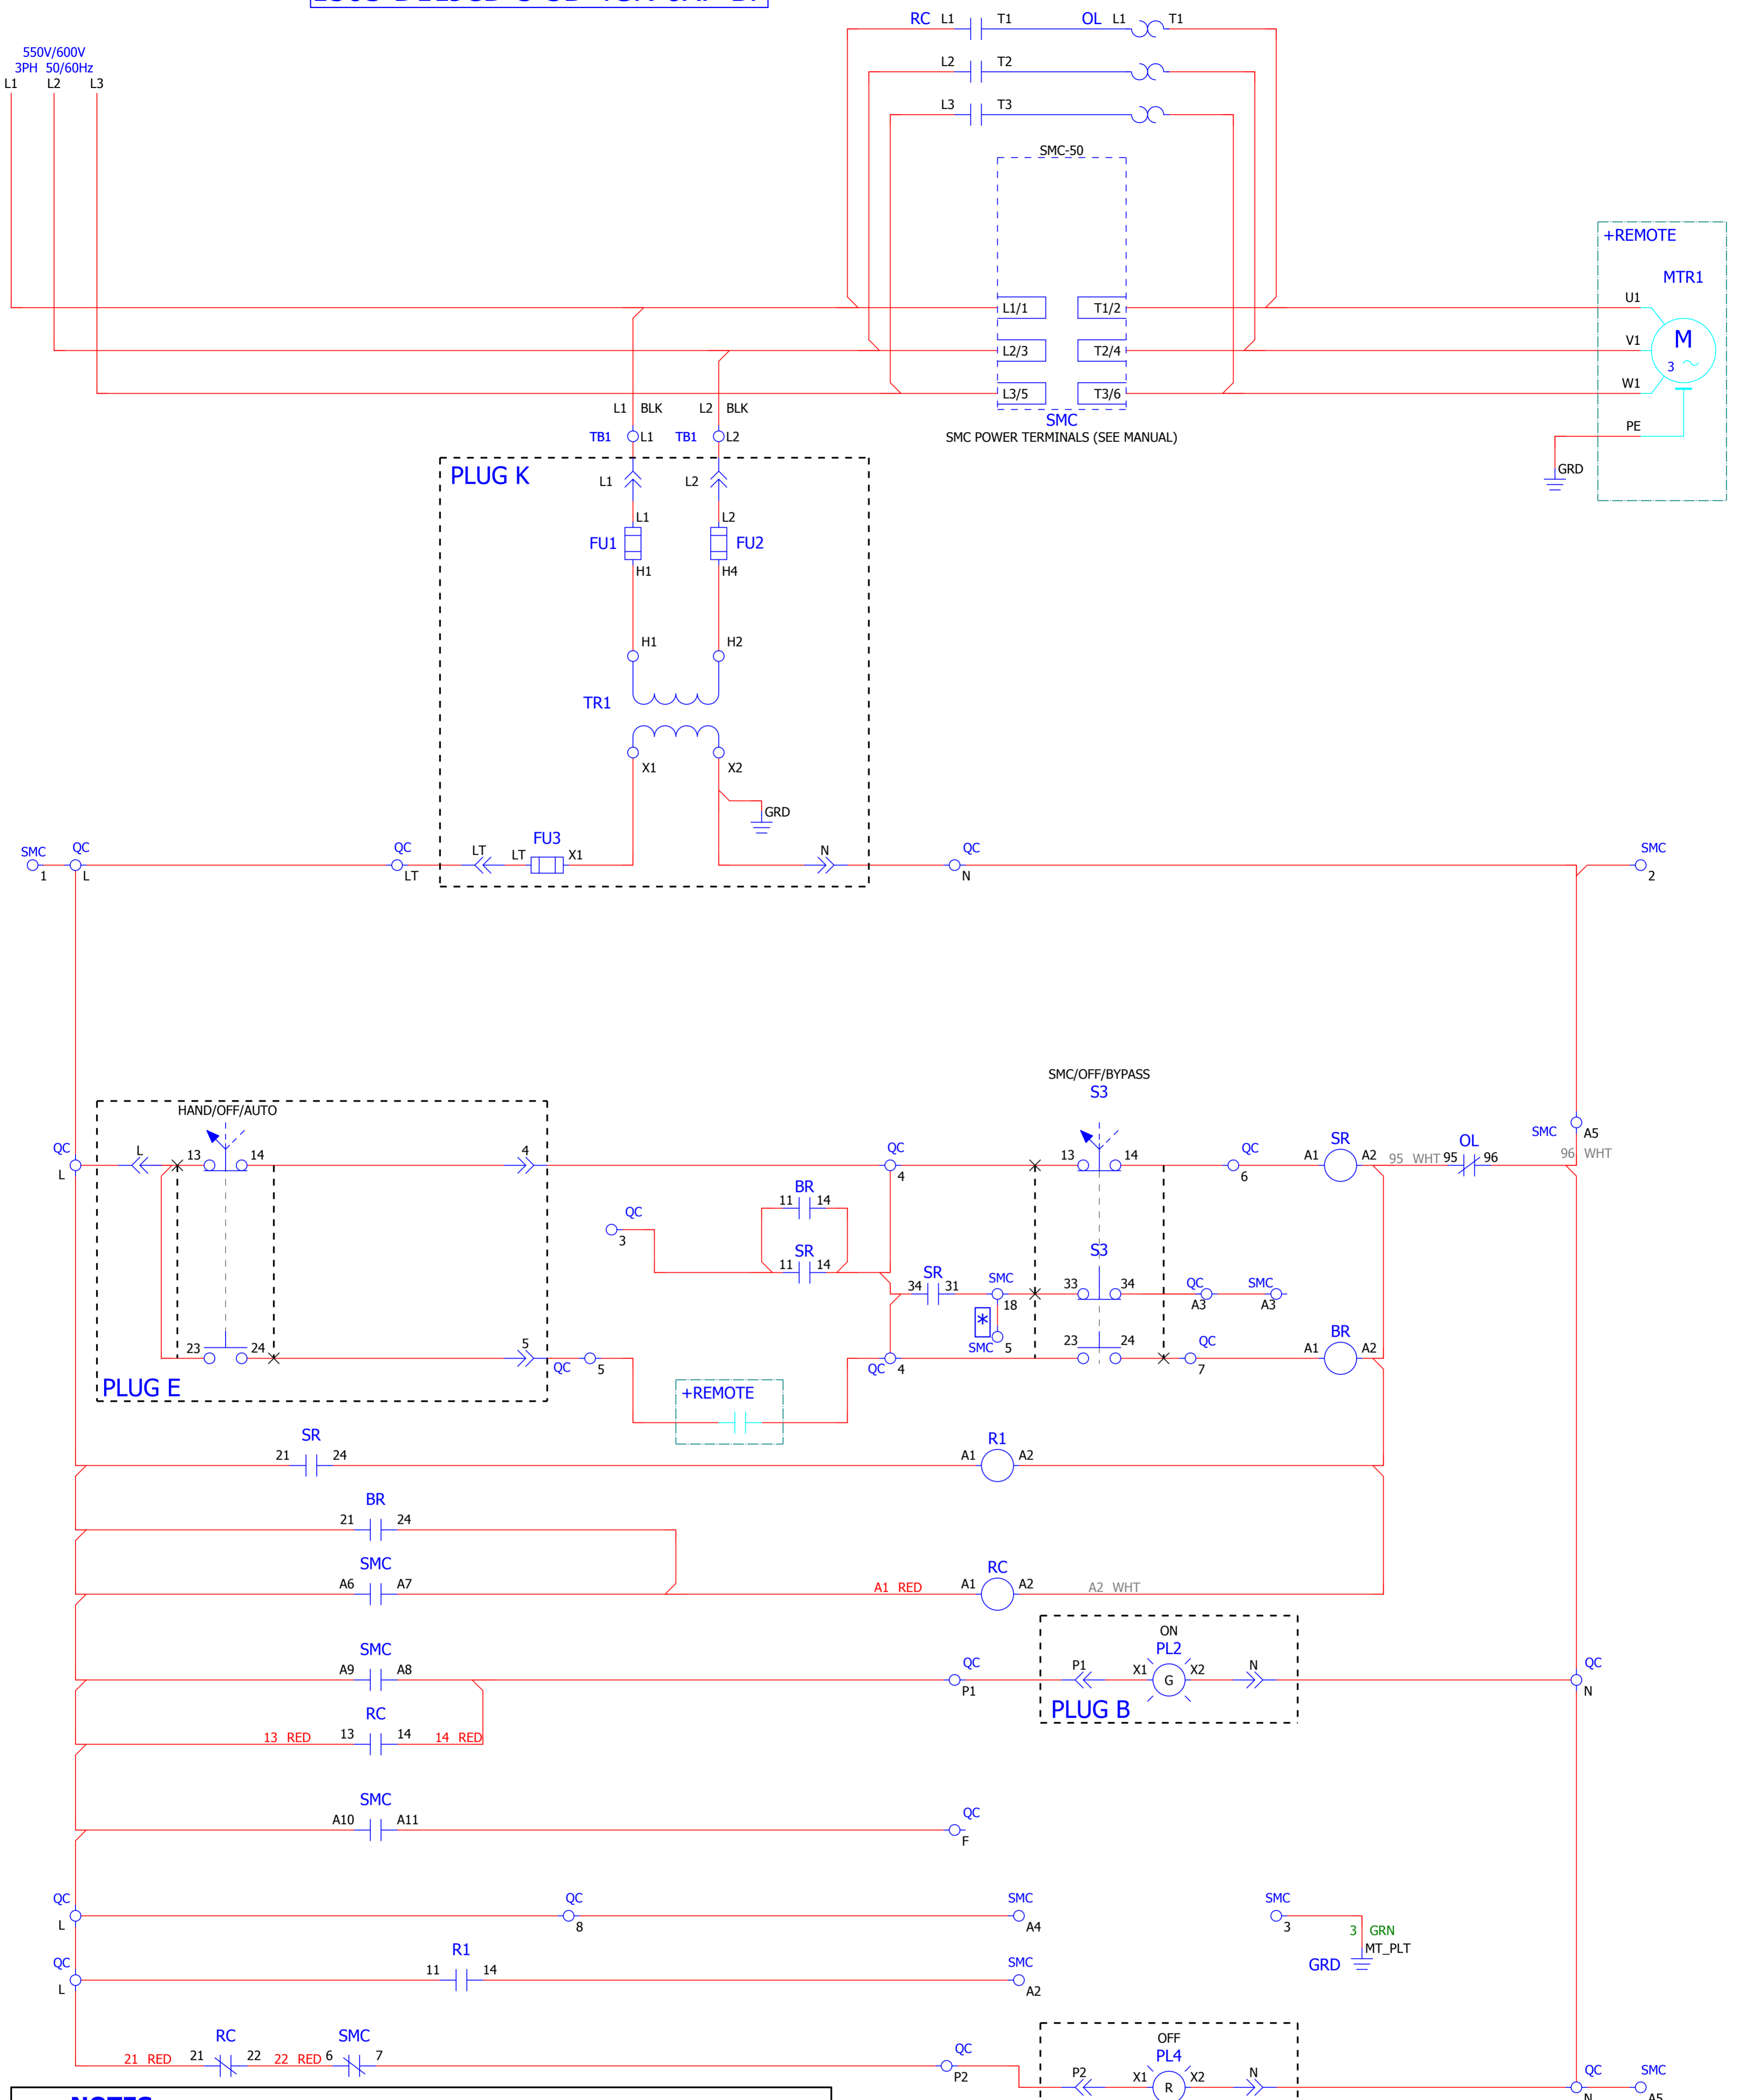 550V/600V
3PH 50/60Hz
L1 L2 L3
RC L1 T1 OL L1 T1
L2 T2
L3 T3
SMC-50
+REMOTE
MTR1
L1/1 T1/2 U1
L2/3 T2/4 V1
M
3
L3/5 T3/6 W1
SMC
SMC POWER TERMINALS (SEE MANUAL)
PE
GRD
L1 BLK L2 BLK
TB1 L1 TB1 L2
PLUG K
L1 L2
L1 L2
FU1 FU2
H1 H4
H1 H2
TR1
X1 X2
GRD
FU3
SMC QC QC LT LT X1 N QC SMC
1 L LT N 2
SMC/OFF/BYPASS
S3
HAND/OFF/AUTO
QC L 13 14 4 QC 13 14 QC SR OL SMC A5
L 4 6 A1 A2 95 WHT 95 96 96 WHT
BR
11 14
QC
3
SR
11 14
S3
SR
34 31 SMC 33 34 QC SMC
18 A3 A3
*
SMC 5
23 24 5 QC 5 QC 4 23 24 QC 7 BR A1 A2
PLUG E
+REMOTE
SR R1
21 24 A1 A2
BR
21 24
SMC RC
A6 A7 A1 RED A1 A2 A2 WHT
ON
SMC PL2
A9 A8 QC P1 P1 X1 G X2 N QC N
PLUG B
RC
13 RED 13 14 14 RED
SMC
A10 A11 QC
F
QC QC SMC SMC
L 8 A4 3
3 GRN
MT_PLT
GRD
QC R1 SMC
L 11 14 A2
OFF
RC SMC PL4
21 RED 21 22 22 RED 6 7 QC P2 P2 X1 R X2 N QC SMC